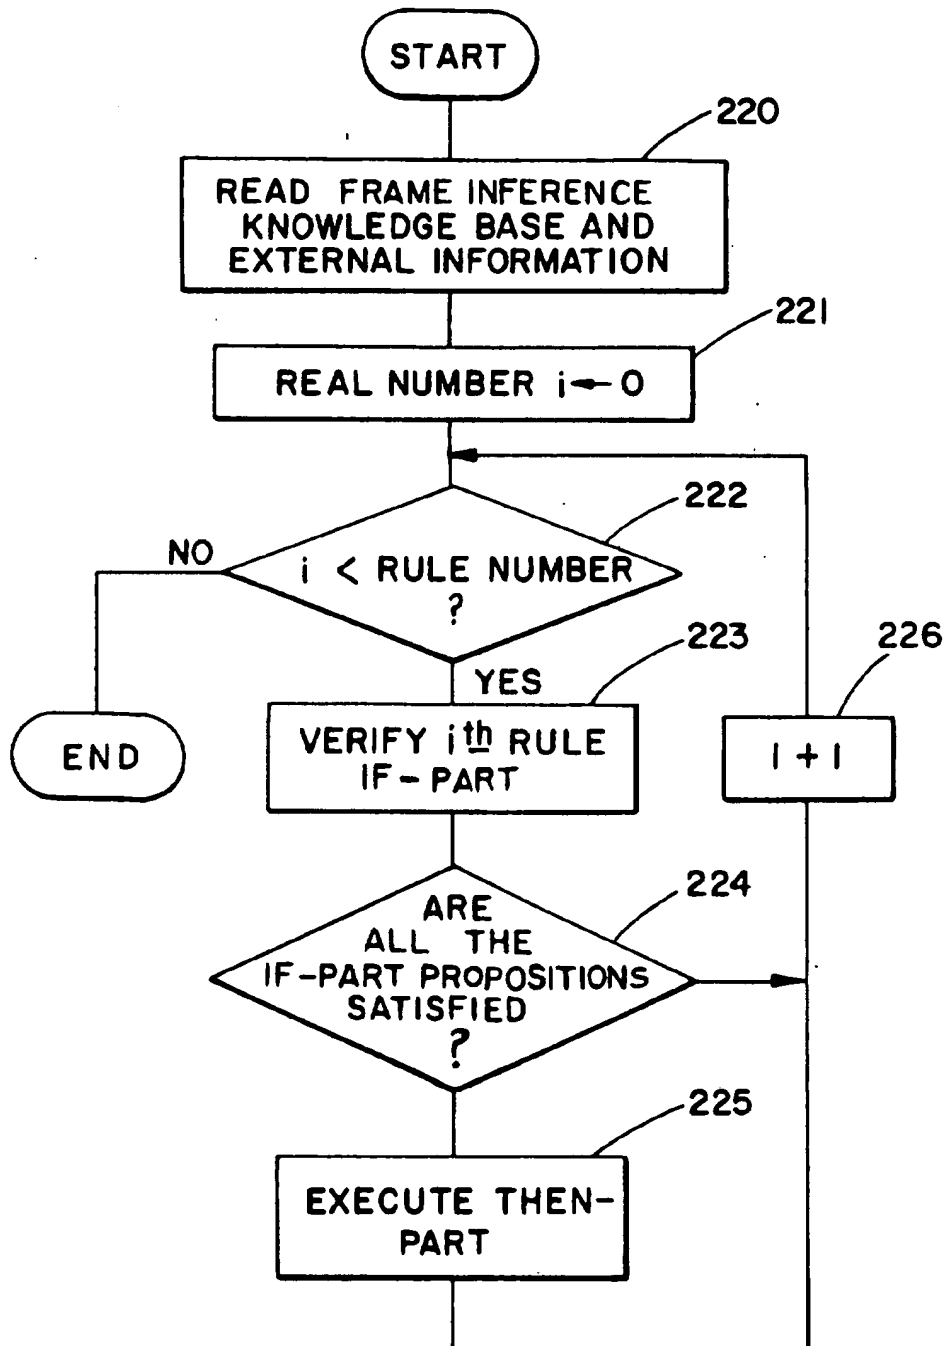 START
220
READ FRAME INFERENCE
KNOWLEDGE BASE AND
EXTERNAL INFORMATION
221
REAL NUMBER i ← 0
222
NO
i < RULE NUMBER
?
223
YES
226
VERIFY ith RULE
IF-PART
END
1 + 1
224
ARE
ALL THE
IF-PART PROPOSITIONS
SATISFIED
?
225
EXECUTE THEN-
PART